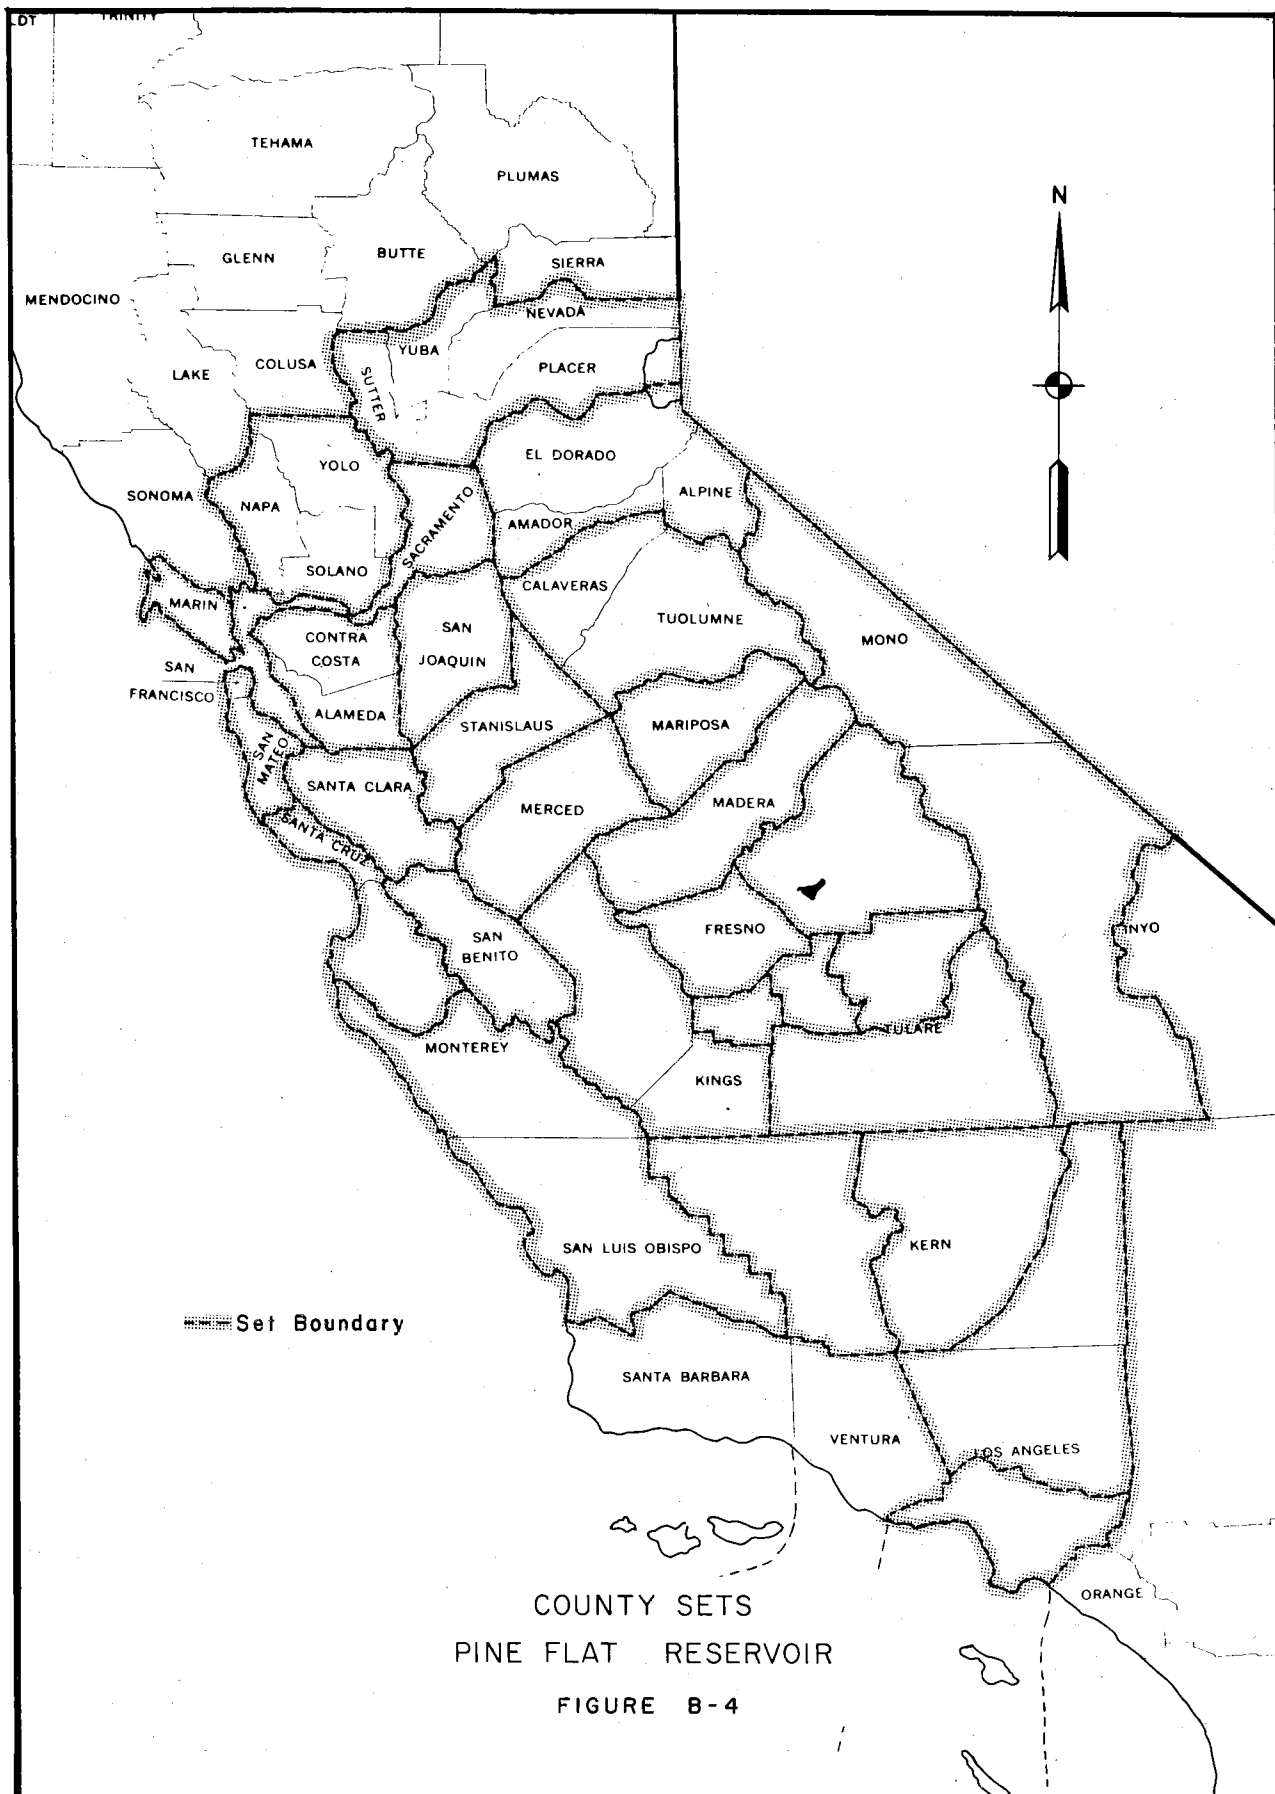 LDT
TRINITY
TEHAMA
PLUMAS
N
GLENN
BUTTE
SIERRA
MENDOCINO
NEVADA
YUBA
COLUSA
LAKE
PLACER
SUTTER
EL DORADO
YOLO
SONOMA
NAPA
ALPINE
SACRAMENTO
AMADOR
SOLANO
CALAVERAS
MARIN
TUOLUMNE
CONTRA
COSTA
SAN
JOAQUIN
MONO
SAN
FRANCISCO
ALAMEDA
STANISLAUS
MARIPOSA
SAN
MATEO
SANTA CLARA
MERCED
MADERA
SANTA CRUZ
FRESNO
INYO
SAN
BENITO
TULARE
MONTEREY
KINGS
SAN LUIS OBISPO
KERN
Set Boundary
SANTA BARBARA
VENTURA
LOS ANGELES
ORANGE
COUNTY SETS
PINE FLAT RESERVOIR
FIGURE B-4